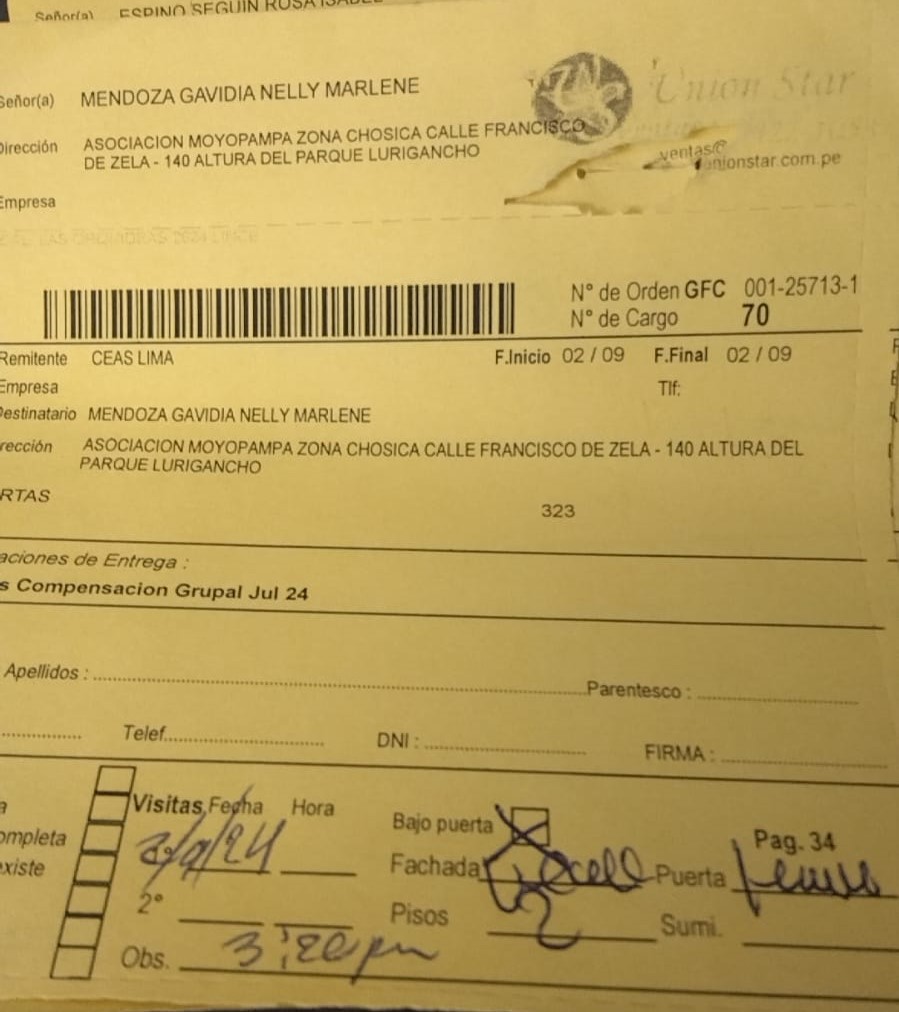 Señor(a) ESPINO SEGUIN ROSA ISABEL
Señor(a) MENDOZA GAVIDIA NELLY MARLENE
Union Star
Dirección ASOCIACION MOYOPAMPA ZONA CHOSICA CALLE FRANCISCO
DE ZELA - 140 ALTURA DEL PARQUE LURIGANCHO
ventas@
unionstar.com.pe
Empresa
N° de Orden GFC 001-25713-1
N° de Cargo 70
Remitente CEAS LIMA F.Inicio 02 / 09 F.Final 02 / 09
Empresa Tlf:
Destinatario MENDOZA GAVIDIA NELLY MARLENE
rección ASOCIACION MOYOPAMPA ZONA CHOSICA CALLE FRANCISCO DE ZELA - 140 ALTURA DEL
PARQUE LURIGANCHO
RTAS
323
aciones de Entrega :
s Compensacion Grupal Jul 24
Apellidos : Parentesco :
Telef. DNI : FIRMA :
a
ompleta
existe
Visitas Fecha Hora
2°
Obs. 3:20 pm
Bajo puerta
Fachada
Pisos 2
Pag. 34
Puerta
Sumi.